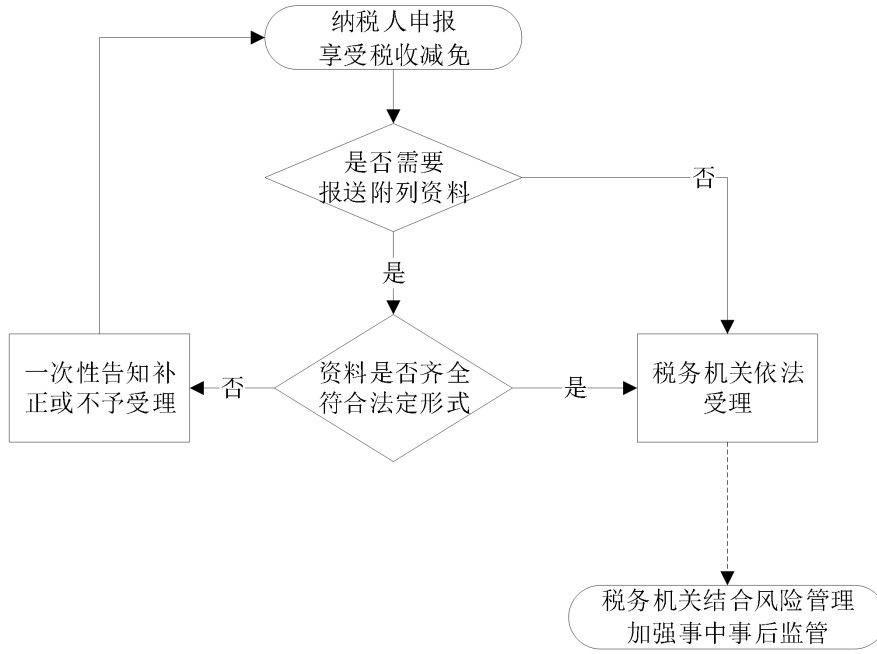 纳税人申报
享受税收减免
是否需要
报送附列资料
否
是
一次性告知补
正或不予受理
否
资料是否齐全
符合法定形式
是
税务机关依法
受理
税务机关结合风险管理
加强事中事后监管